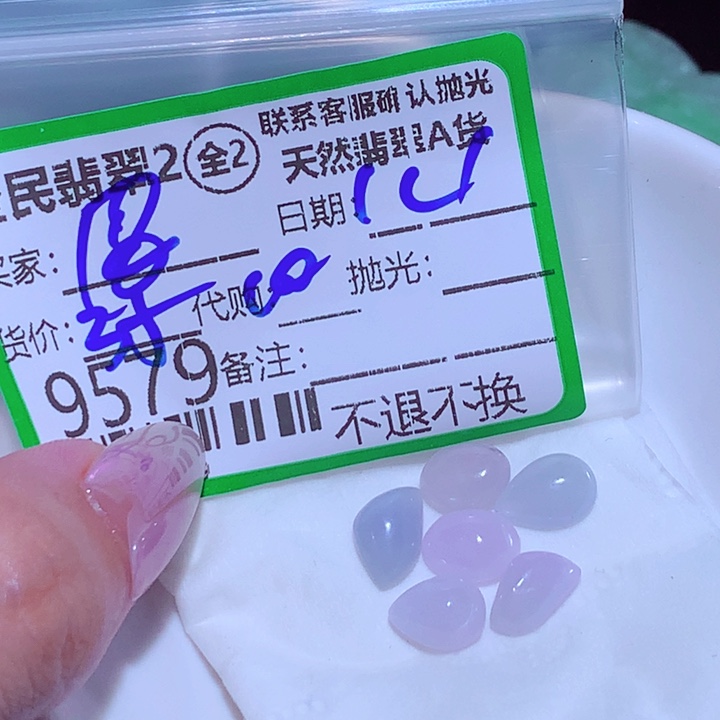 联系客服确认抛光
民翡翠2 全2 天然翡翠A货
买家: 日期
货价: 代购: 抛光:
9579 备注:
不退不换